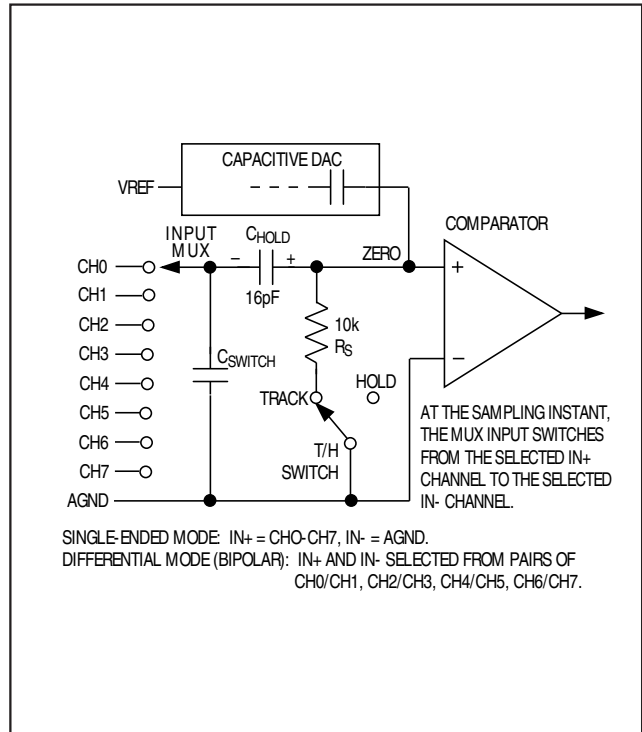 CAPACITIVE DAC
VREF
COMPARATOR
INPUT
MUX
CHOLD
ZERO
− +
+
16pF
CH0
CH1
CH2
CH3
CH4
CH5
CH6
CH7
AGND
CSWITCH
10k
RS
−
HOLD
TRACK
T/H
SWITCH
AT THE SAMPLING INSTANT,
THE MUX INPUT SWITCHES
FROM THE SELECTED IN+
CHANNEL TO THE SELECTED
IN- CHANNEL.
SINGLE-ENDED MODE: IN+ = CHO-CH7, IN- = AGND.
DIFFERENTIAL MODE (BIPOLAR): IN+ AND IN- SELECTED FROM PAIRS OF
CH0/CH1, CH2/CH3, CH4/CH5, CH6/CH7.